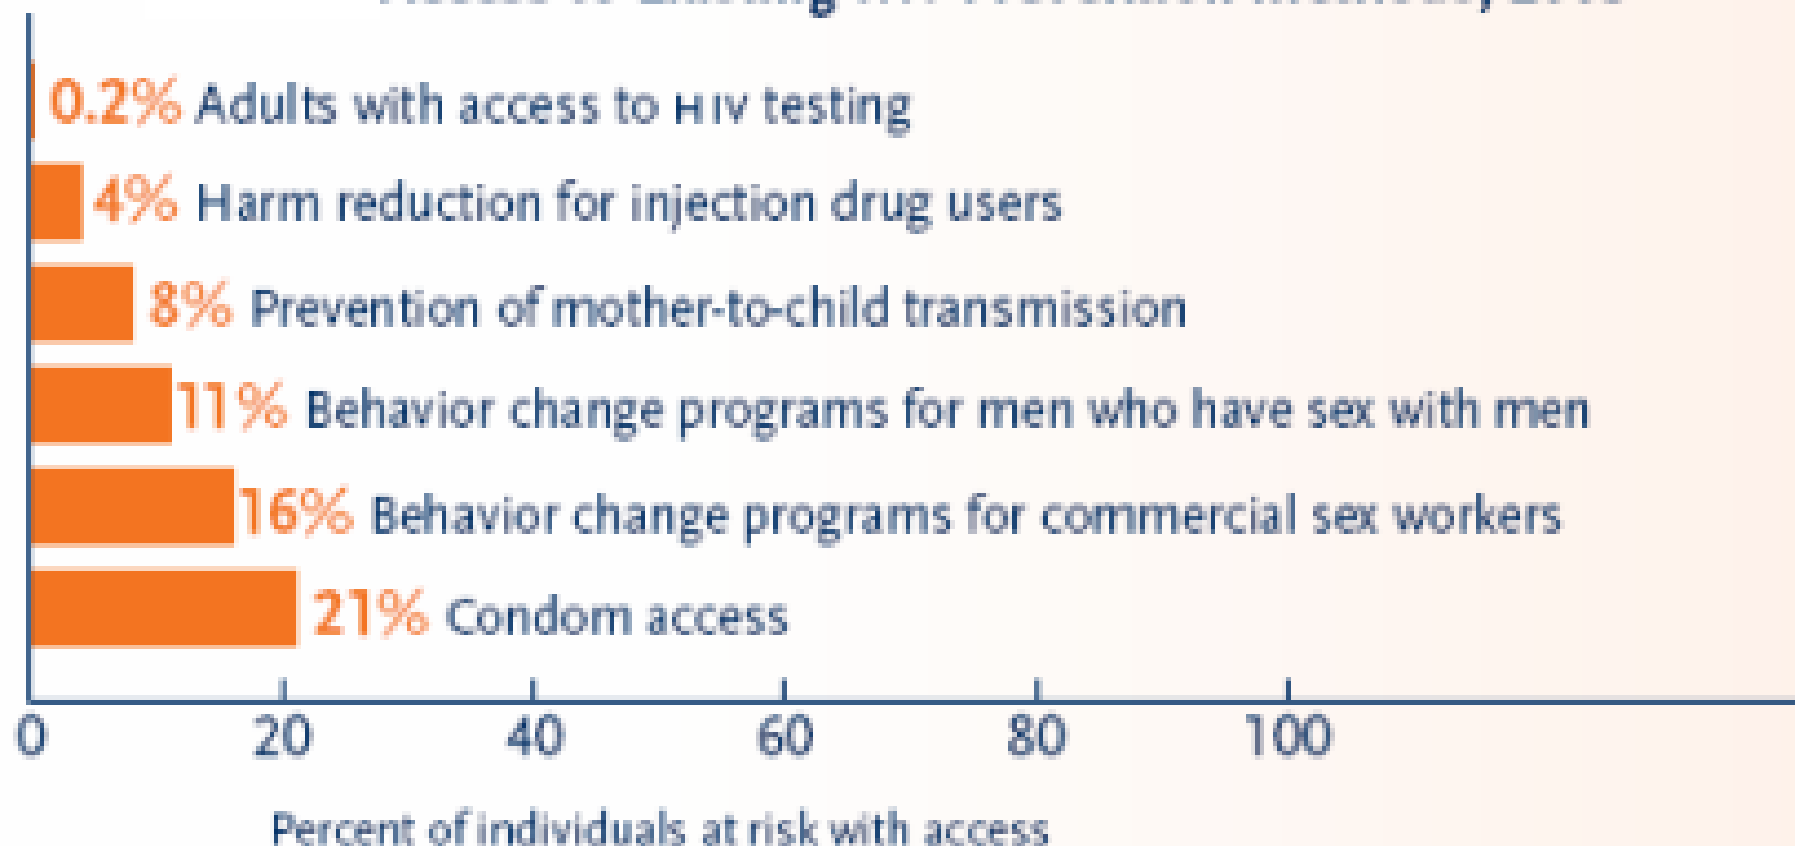 0.2% Adults with access to HIV testing
4% Harm reduction for injection drug users
8% Prevention of mother-to-child transmission
11% Behavior change programs for men who have sex with men
16% Behavior change programs for commercial sex workers
21% Condom access
0 20 40 60 80 100
Percent of individuals at risk with access